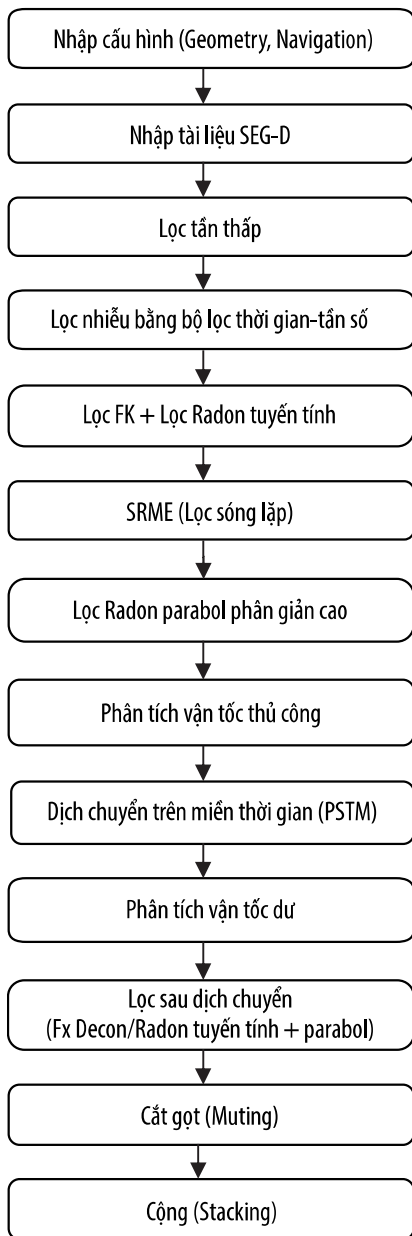 Nhập cấu hình (Geometry, Navigation)
Nhập tài liệu SEG-D
Lọc tần thấp
Lọc nhiễu bằng bộ lọc thời gian-tần số
Lọc FK + Lọc Radon tuyến tính
SRME (Lọc sóng lặp)
Lọc Radon parabol phân giản cao
Phân tích vận tốc thủ công
Dịch chuyển trên miền thời gian (PSTM)
Phân tích vận tốc dư
Lọc sau dịch chuyển
(Fx Decon/Radon tuyến tính + parabol)
Cắt gọt (Muting)
Cộng (Stacking)